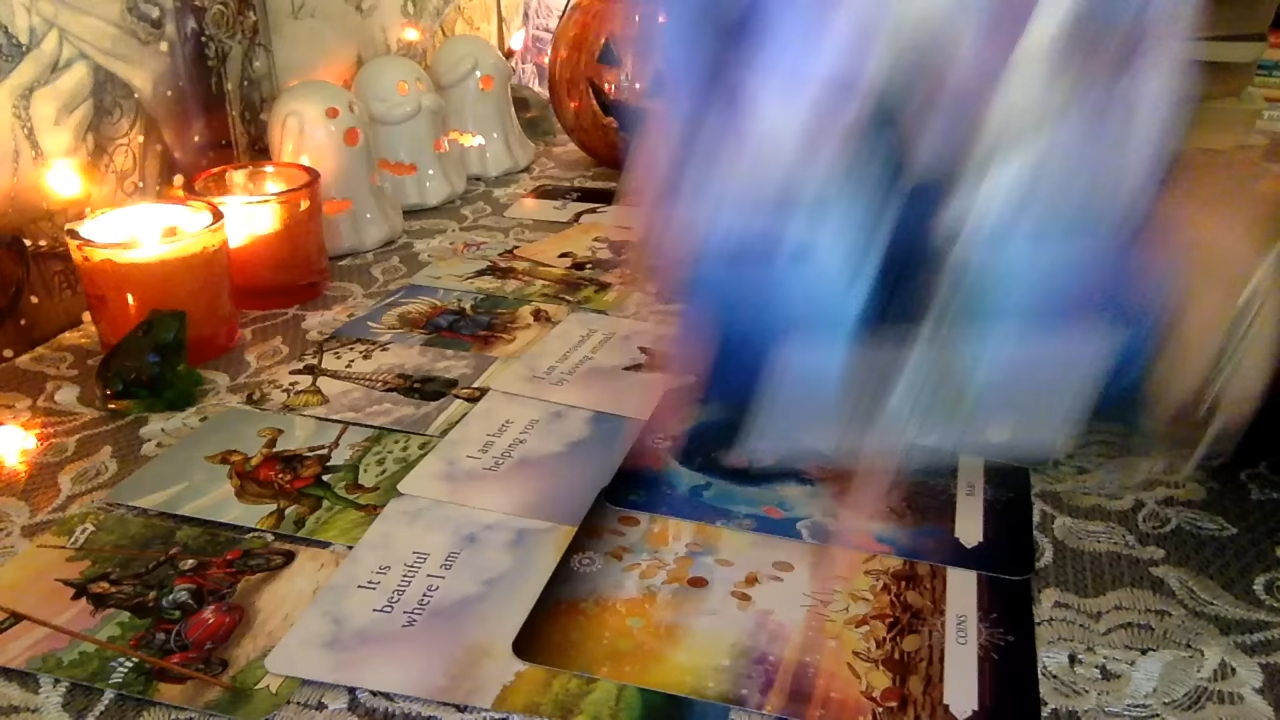 I am surrounded
by loving animals
I am here
helping you
It is
beautiful
where I am.
COINS